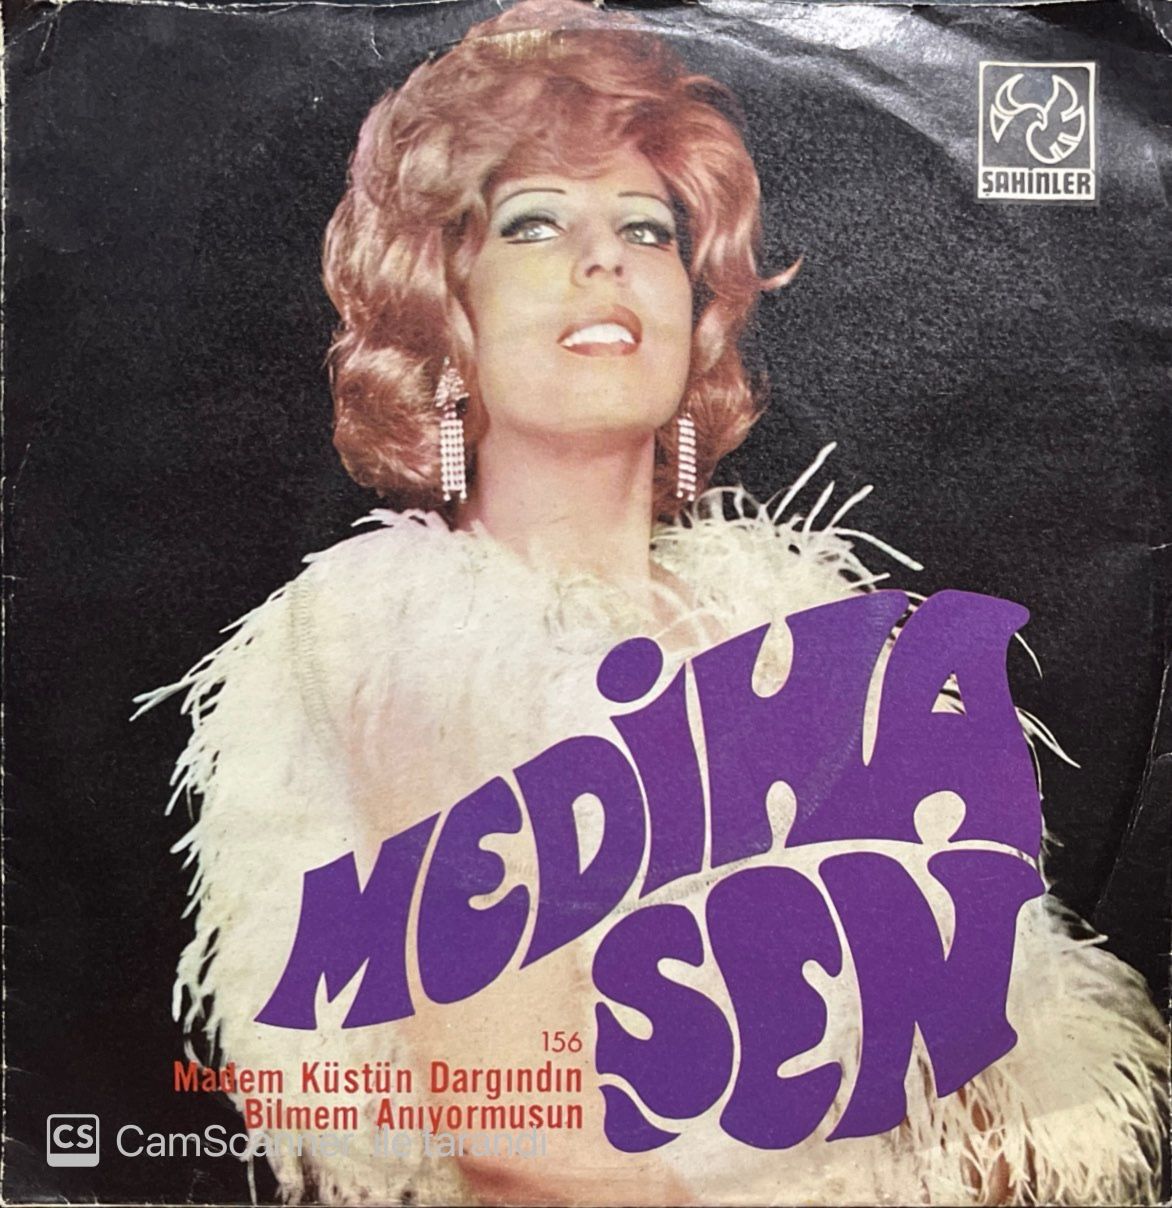 ŞAHİNLER
MEDİHA
ŞEN
156
Madem Küstün Dargındın
Bilmem Anıyormusun
CS CamScanner ile tarandı